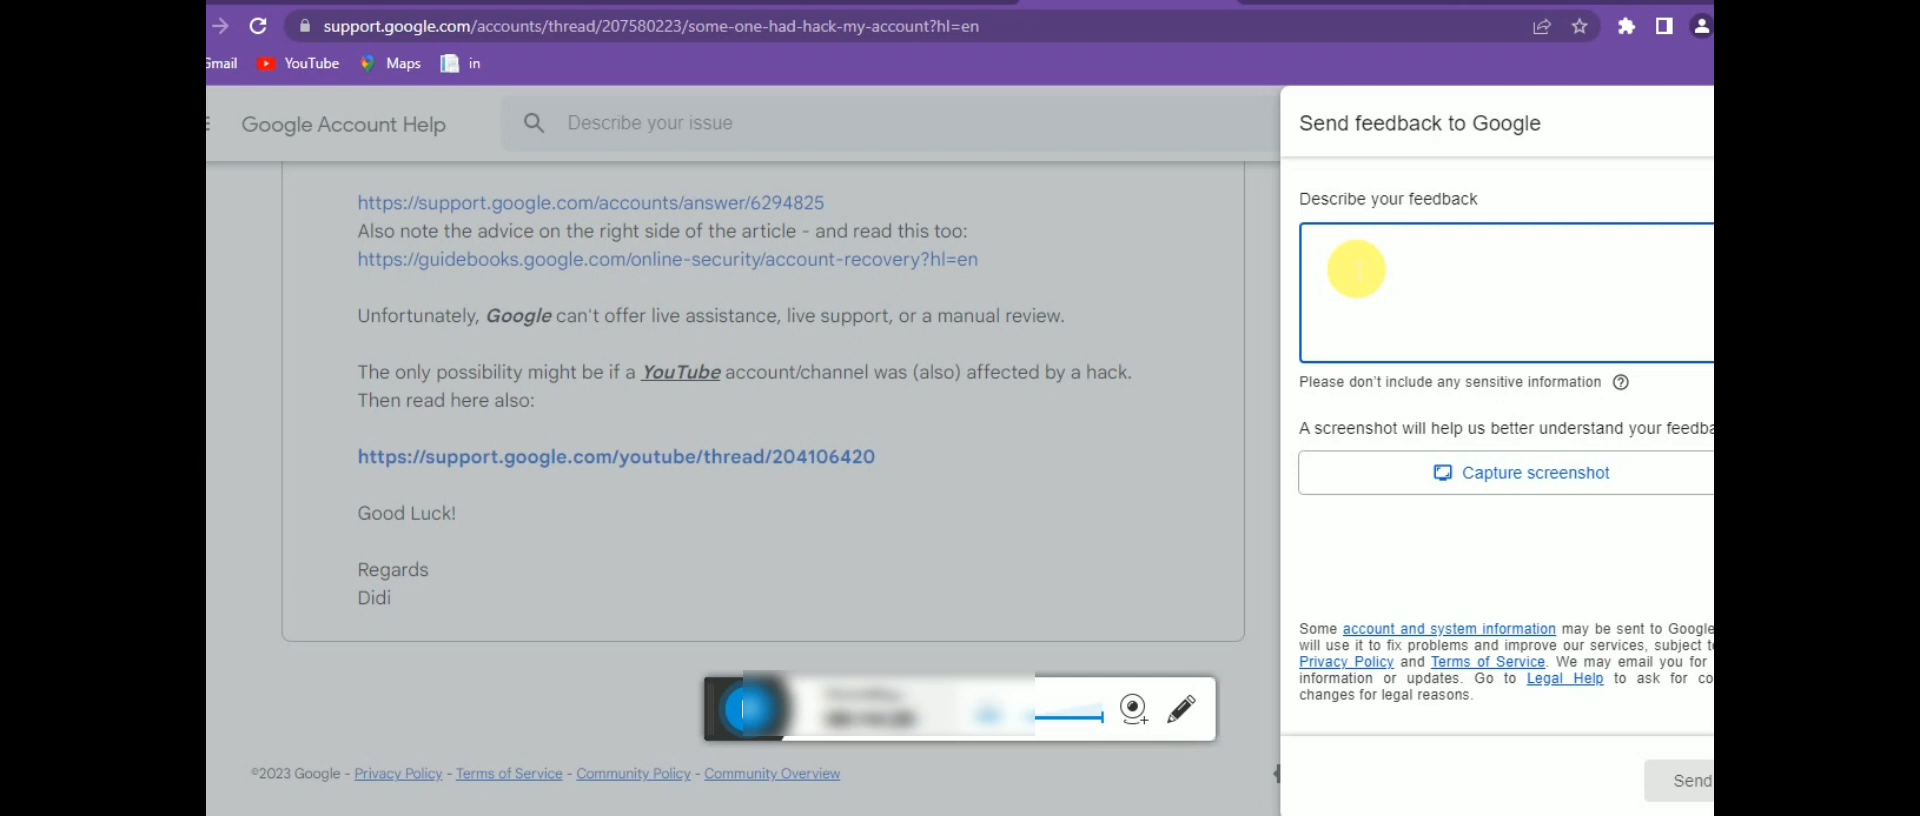 support.google.com/accounts/thread/207580223/some-one-had-hack-my-account?hl=en
Gmail YouTube Maps in
Google Account Help
Describe your issue
https://support.google.com/accounts/answer/6294825
Also note the advice on the right side of the article - and read this too:
https://guidebooks.google.com/online-security/account-recovery?hl=en
Unfortunately, Google can't offer live assistance, live support, or a manual review.
The only possibility might be if a YouTube account/channel was (also) affected by a hack.
Then read here also:
https://support.google.com/youtube/thread/204106420
Good Luck!
Regards
Didi
©2023 Google - Privacy Policy - Terms of Service - Community Policy - Community Overview
Send feedback to Google
Describe your feedback
Please don't include any sensitive information
A screenshot will help us better understand your feedba
Capture screenshot
Some account and system information may be sent to Google
will use it to fix problems and improve our services, subject t
Privacy Policy and Terms of Service. We may email you for
information or updates. Go to Legal Help to ask for co
changes for legal reasons.
Send